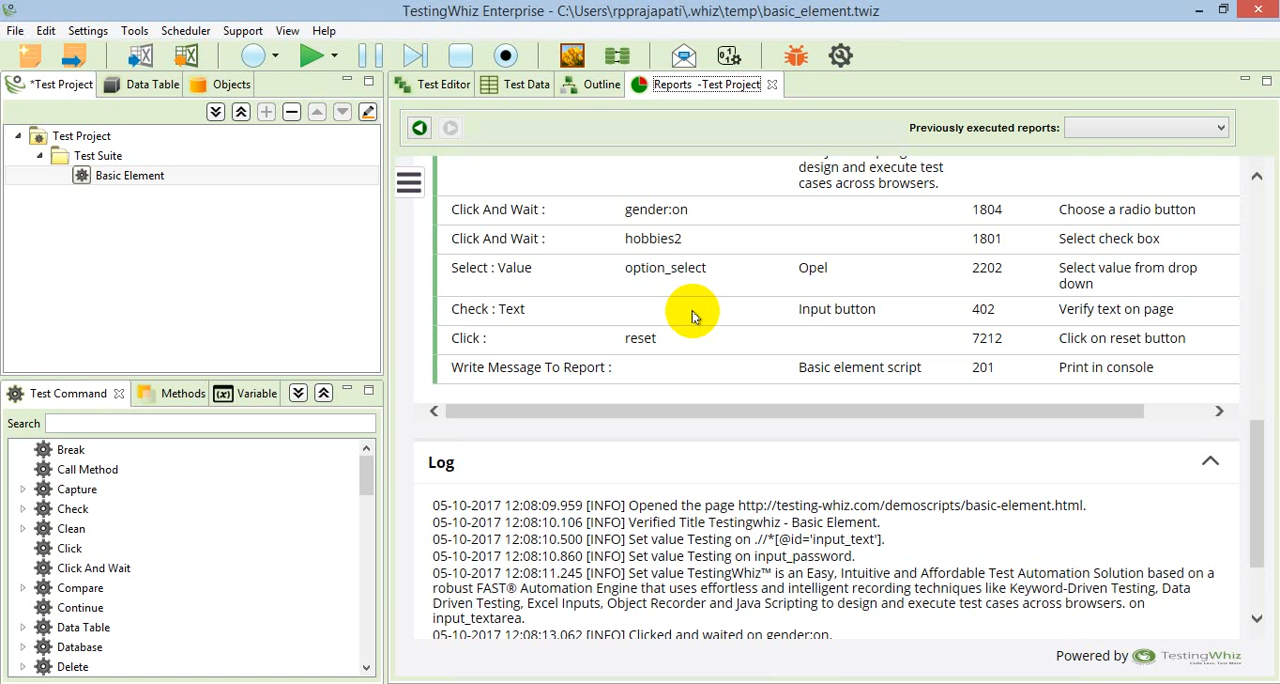 TestingWhiz Enterprise - C:\Users\rpprajapati\.whiz\temp\basic_element.twiz
File Edit Settings Tools Scheduler Support View Help
*Test Project Data Table Objects
Test Editor Test Data Outline Reports -Test Project
Previously executed reports:
Test Project
Test Suite
Basic Element
design and execute test
cases across browsers.
Click And Wait : gender:on 1804 Choose a radio button
Click And Wait : hobbies2 1801 Select check box
Select : Value option_select Opel 2202 Select value from drop
down
Check : Text Input button 402 Verify text on page
Click : reset 7212 Click on reset button
Write Message To Report : Basic element script 201 Print in console
Test Command Methods (x) Variable
Search
Break
Call Method
Capture
Check
Clean
Click
Click And Wait
Compare
Continue
Data Table
Database
Delete
Log
05-10-2017 12:08:09.959 [INFO] Opened the page http://testing-whiz.com/demoscripts/basic-element.html.
05-10-2017 12:08:10.106 [INFO] Verified Title Testingwhiz - Basic Element.
05-10-2017 12:08:10.500 [INFO] Set value Testing on .//*[@id='input_text'].
05-10-2017 12:08:10.860 [INFO] Set value Testing on input_password.
05-10-2017 12:08:11.245 [INFO] Set value TestingWhiz™ is an Easy, Intuitive and Affordable Test Automation Solution based on a
robust FAST® Automation Engine that uses effortless and intelligent recording techniques like Keyword-Driven Testing, Data
Driven Testing, Excel Inputs, Object Recorder and Java Scripting to design and execute test cases across browsers. on
input_textarea.
05-10-2017 12:08:13.062 [INFO] Clicked and waited on gender:on.
Powered by TestingWhiz